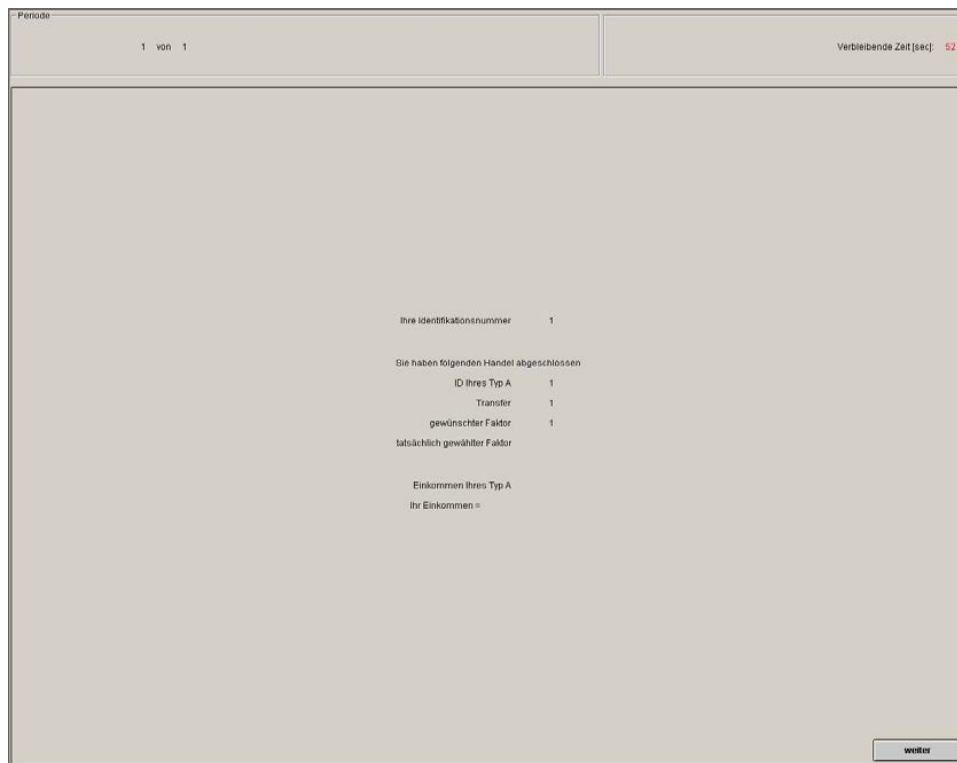 Periode
1 von 1
Verbleibende Zeit [sec]: 52
Ihre Identifikationsnummer 1
Sie haben folgenden Handel abgeschlossen
ID Ihres Typ A 1
Transfer 1
gewünschter Faktor 1
tatsächlich gewählter Faktor
Einkommen Ihres Typ A
Ihr Einkommen =
weiter